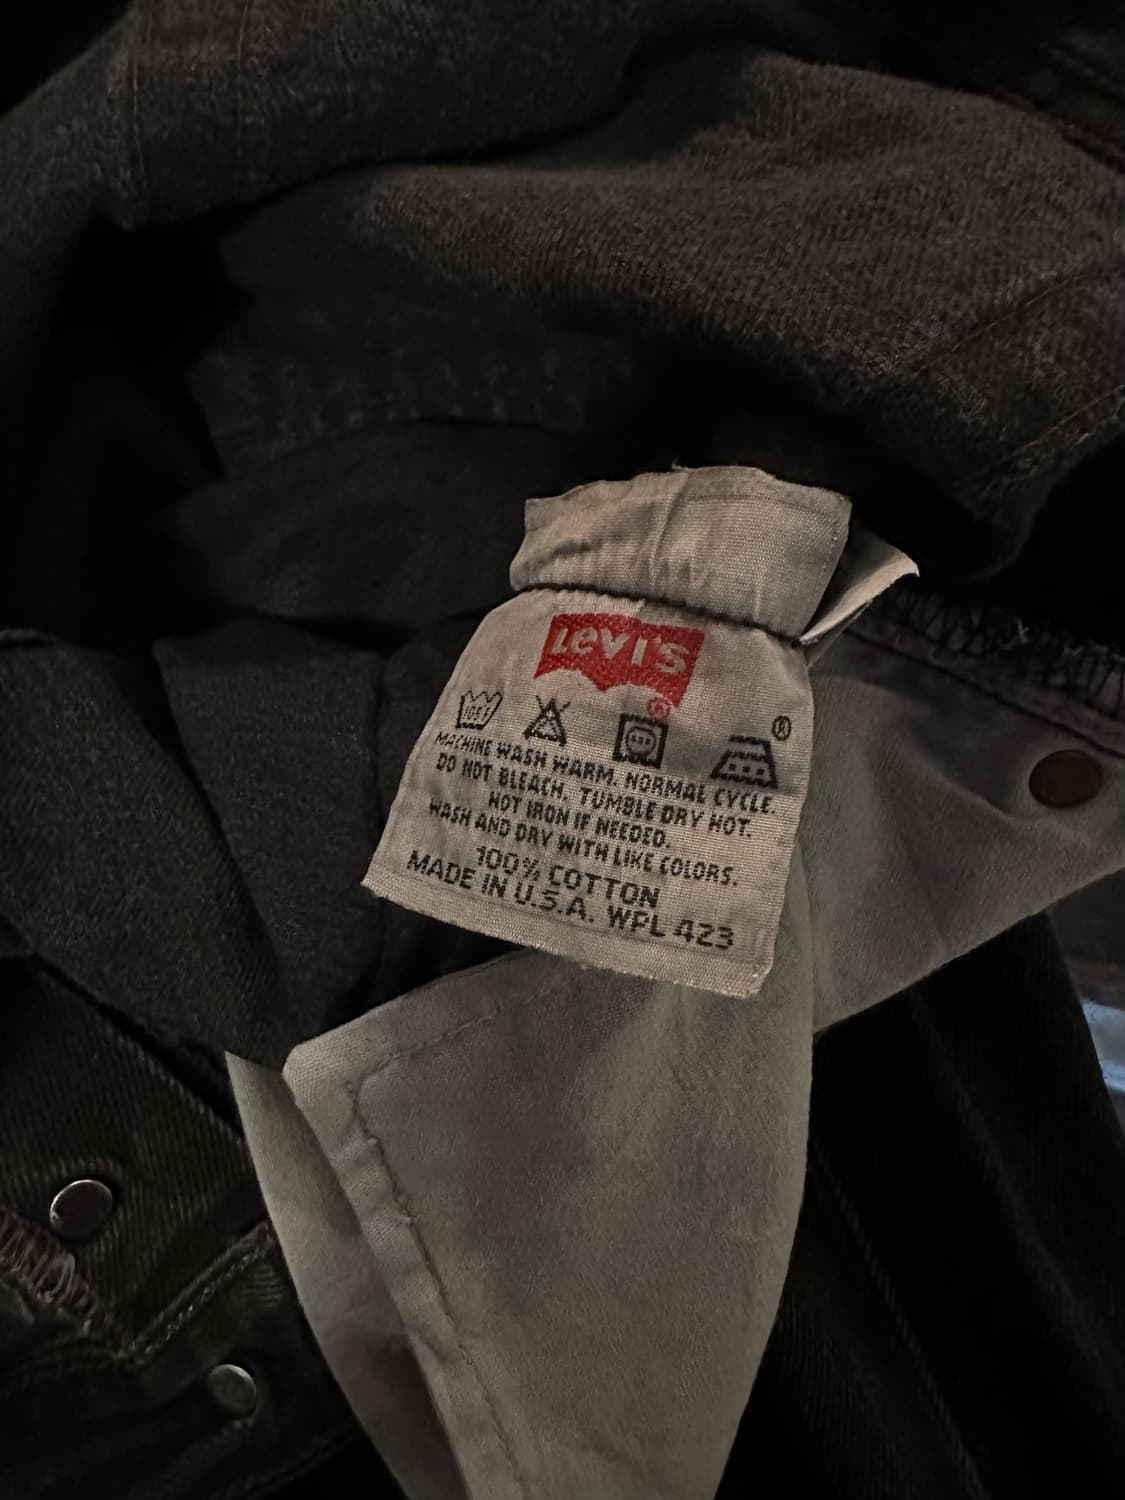 Levi's
®
105F
®
MACHINE WASH WARM, NORMAL CYCLE.
DO NOT BLEACH. TUMBLE DRY HOT.
HOT IRON IF NEEDED.
WASH AND DRY WITH LIKE COLORS.
100% COTTON
MADE IN U.S.A. WPL 423